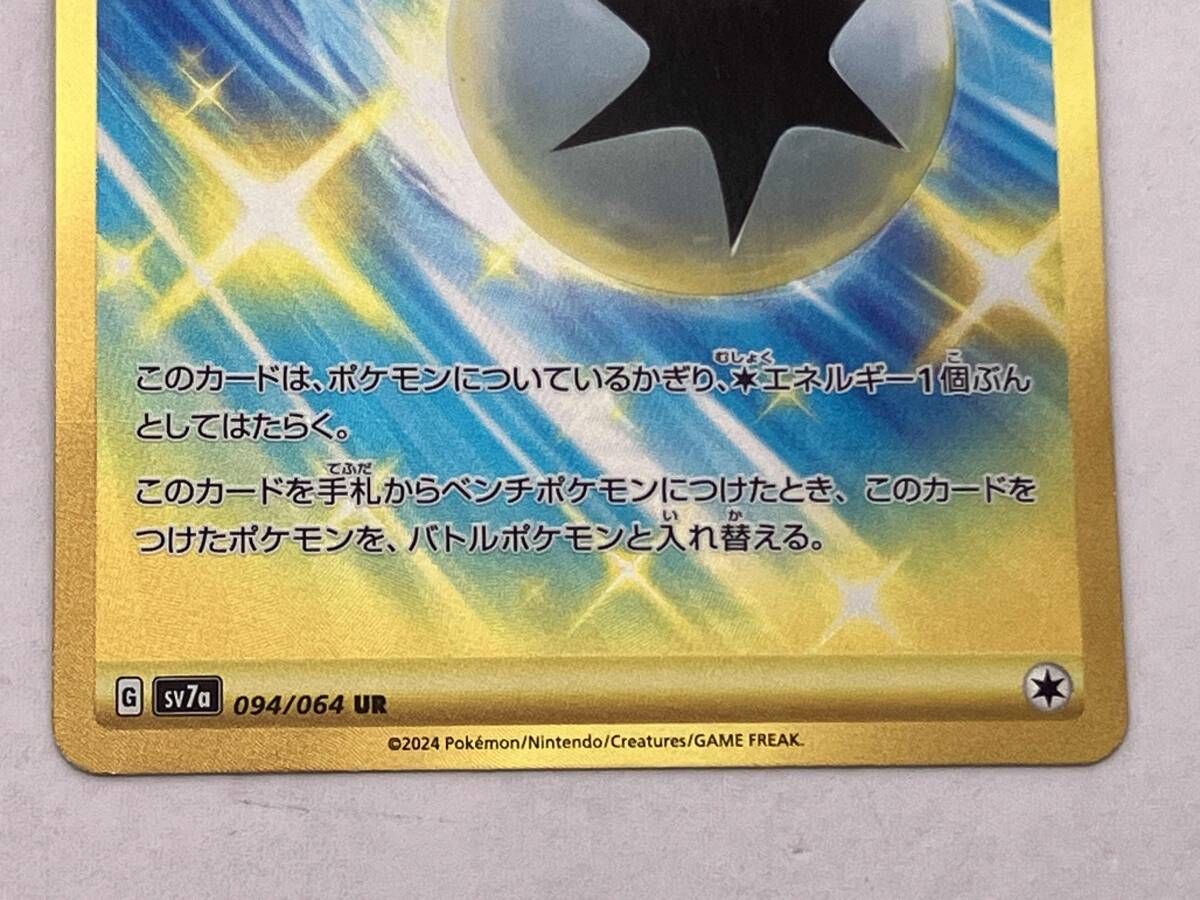 このカードは、ポケモンについているかぎり、エネルギー1個ぶん
としてはたらく。
このカードを手札からベンチポケモンにつけたとき、このカードを
つけたポケモンを、バトルポケモンと入れ替える。
G sv7a 094/064 UR
©2024 Pokémon/Nintendo/Creatures/GAME FREAK.